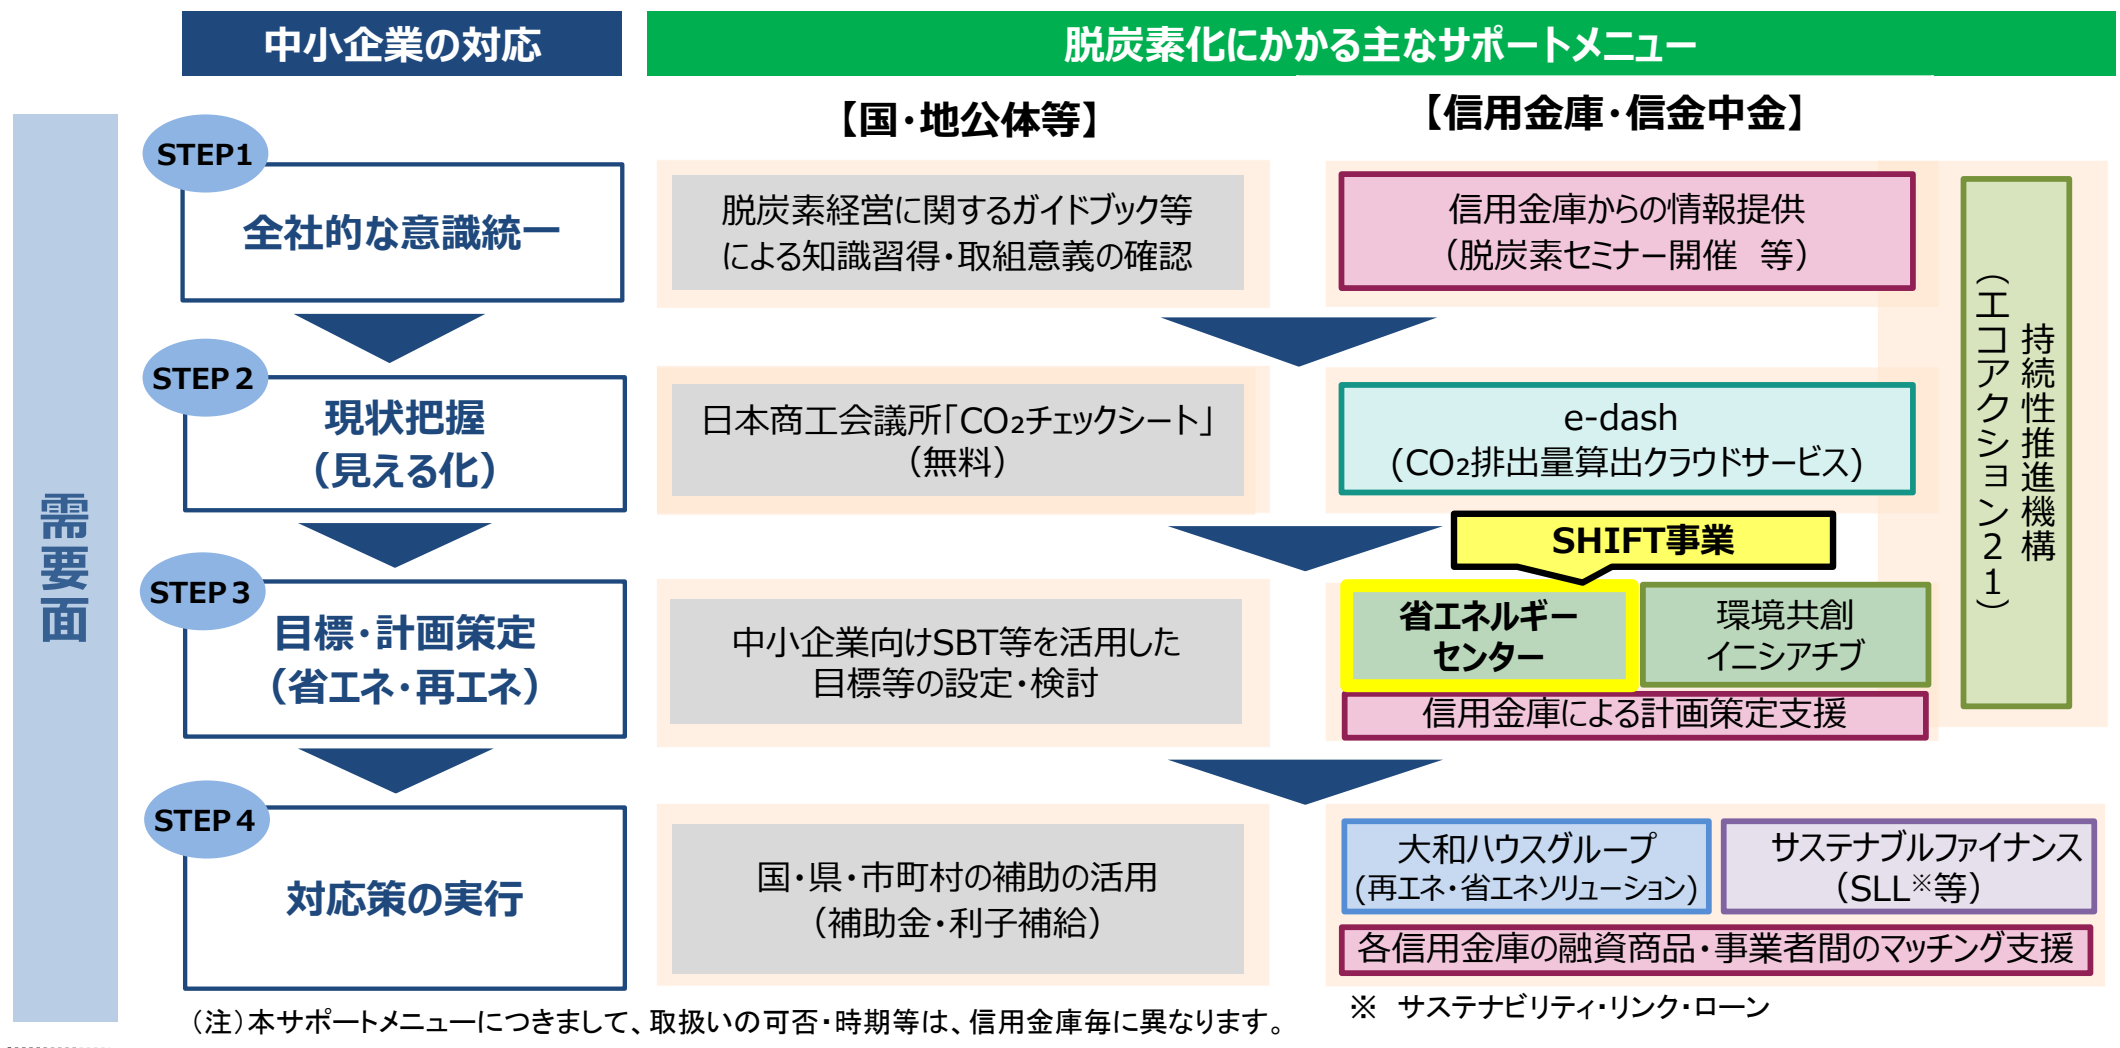 中小企業の対応
脱炭素化にかかる主なサポートメニュー
【国・地公体等】
【信用金庫・信金中金】
需要面
STEP1
全社的な意識統一
脱炭素経営に関するガイドブック等
による知識習得・取組意義の確認
信用金庫からの情報提供
（脱炭素セミナー開催　等）
持続性推進機構
（エコアクション２１）
STEP２
現状把握
（見える化）
日本商工会議所「CO₂チェックシート」
（無料）
e-dash
(CO₂排出量算出クラウドサービス)
SHIFT事業
STEP３
目標・計画策定
（省エネ・再エネ）
中小企業向けSBT等を活用した
目標等の設定・検討
省エネルギー
センター
環境共創
イニシアチブ
信用金庫による計画策定支援
STEP４
対応策の実行
国・県・市町村の補助の活用
（補助金・利子補給）
大和ハウスグループ
(再エネ・省エネソリューション)
サステナブルファイナンス
（SLL※等）
各信用金庫の融資商品・事業者間のマッチング支援
※　サステナビリティ・リンク・ローン
（注）本サポートメニューにつきまして、取扱いの可否・時期等は、信用金庫毎に異なります。